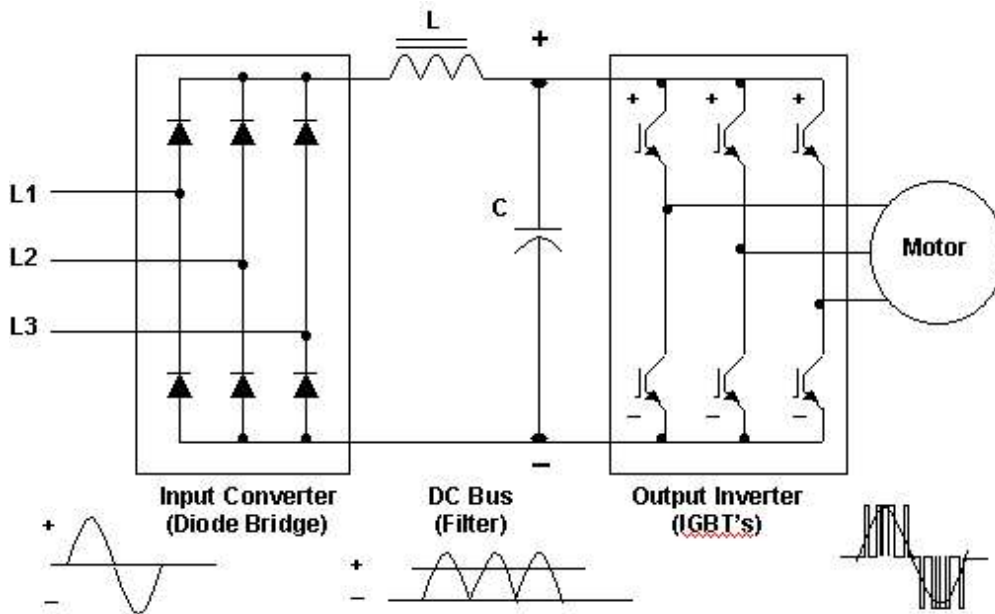 L
+
+
+
+
L1
C
L2
Motor
L3
–
–
–
–
Input Converter
(Diode Bridge)
DC Bus
(Filter)
Output Inverter
(IGBT's)
+
–
+
–
+
–